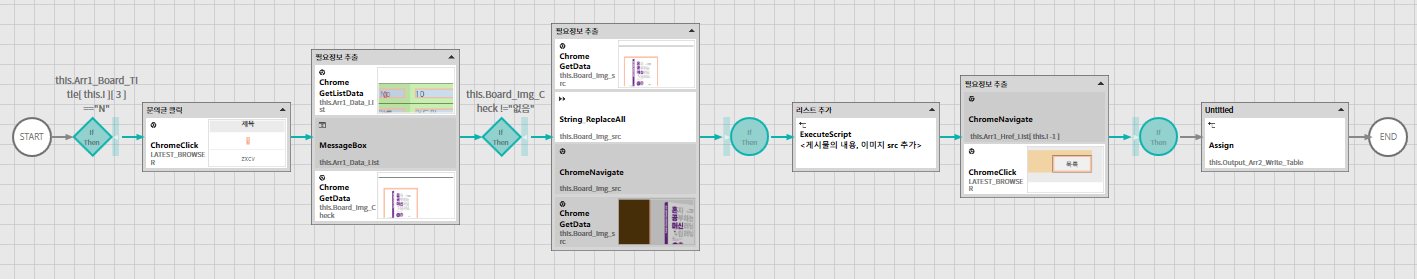 START
this.Arr1_Board_Ti
tle[ this.I ][ 3 ]
=="N"
If
Then
문의글 클릭
ChromeClick
LATEST_BROWSE
R
제목
ZXCV
필요정보 추출
Chrome
GetListData
this.Arr1_Data_List
No
10
MessageBox
this.Arr1_Data_List
Chrome
GetData
this.Board_Img_C
heck
this.Board_Img_C
heck !="없음"
If
Then
필요정보 추출
Chrome
GetData
this.Board_Img_s
rc
String_ReplaceAll
this.Board_Img_src
ChromeNavigate
this.Board_Img_src
Chrome
GetData
this.Board_Img_s
rc
If
Then
리스트 추가
ExecuteScript
<게시물의 내용, 이미지 src 추가>
필요정보 추출
ChromeNavigate
this.Arr1_Href_List[ this.I -1 ]
ChromeClick
LATEST_BROWSE
R
목록
If
Then
Untitled
Assign
this.Output_Arr2_Write_Table
END